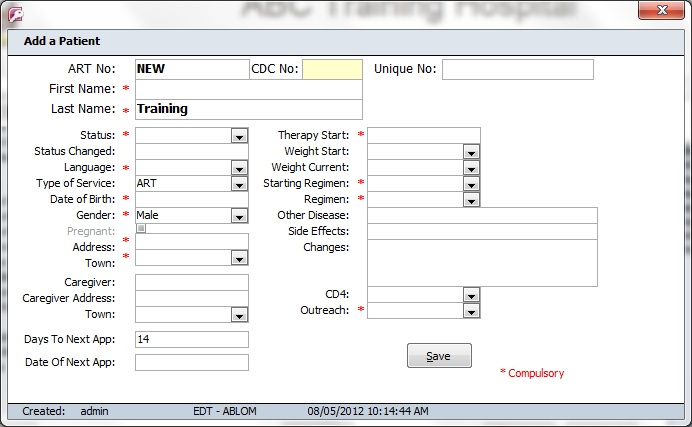 ABC Training Hospital
Add a Patient
ART No: NEW CDC No: Unique No:
First Name: *
Last Name: * Training
Status: * Therapy Start: *
Status Changed: Weight Start:
Language: * Weight Current:
Type of Service: ART Starting Regimen: *
Date of Birth: * Regimen: *
Gender: * Male Other Disease:
Pregnant: Side Effects:
Address: * Changes:
Town: *
Caregiver:
Caregiver Address: CD4:
Town: Outreach: *
Days To Next App: 14
Date Of Next App:
Save
* Compulsory
Created: admin EDT - ABLOM 08/05/2012 10:14:44 AM